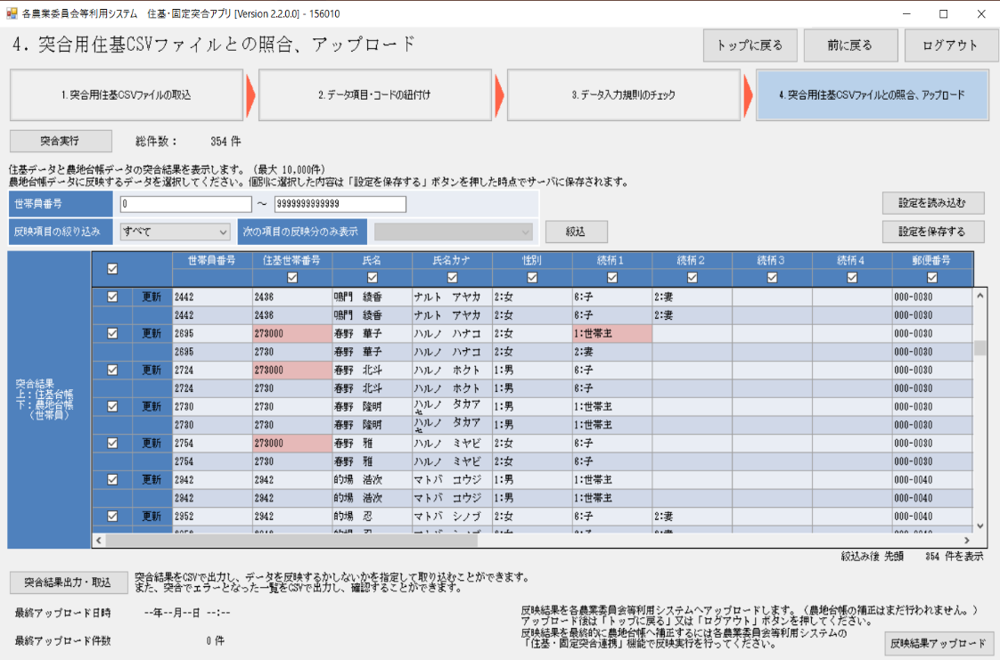 各農業委員会等利用システム　住基・固定突合アプリ [Version 2.2.0.0] - 156010
4. 突合用住基CSVファイルとの照合、アップロード
トップに戻る　前に戻る　ログアウト
1. 突合用住基CSVファイルの取込　2. データ項目・コードの紐付け　3. データ入力規則のチェック　4. 突合用住基CSVファイルとの照合、アップロード
突合実行　総件数：　354 件
住基データと農地台帳データの突合結果を表示します。（最大 10,000件）
農地台帳データに反映するデータを選択してください。個別に選択した内容は「設定を保存する」ボタンを押した時点でサーバに保存されます。
世帯員番号　0　～　9999999999999　設定を読み込む
反映項目の絞り込み　すべて　次の項目の反映分のみ表示　絞込　設定を保存する
世帯員番号　住基世帯番号　氏名　氏名カナ　性別　続柄１　続柄２　続柄３　続柄４　郵便番号
更新　2442　2436　鳴門　綾香　ナルト　アヤカ　2:女　6:子　2:妻　000-0030
2442　2436　鳴門　綾香　ナルト　アヤカ　2:女　6:子　2:妻　000-0030
更新　2695　273000　春野　華子　ハルノ　ハナコ　2:女　1:世帯主　000-0030
2695　2730　春野　華子　ハルノ　ハナコ　2:女　2:妻　000-0030
更新　2724　273000　春野　北斗　ハルノ　ホクト　1:男　6:子　000-0030
2724　2730　春野　北斗　ハルノ　ホクト　1:男　6:子　000-0030
更新　2730　2730　春野　隆明　ハルノ　タカアキ　1:男　1:世帯主　000-0030
2730　2730　春野　隆明　ハルノ　タカアキ　1:男　1:世帯主　000-0030
更新　2754　273000　春野　雅　ハルノ　ミヤビ　2:女　6:子　000-0030
2754　2730　春野　雅　ハルノ　ミヤビ　2:女　6:子　000-0030
更新　2942　2942　的場　浩次　マトバ　コウジ　1:男　1:世帯主　000-0040
2942　2942　的場　浩次　マトバ　コウジ　1:男　1:世帯主　000-0040
更新　2952　2942　的場　忍　マトバ　シノブ　2:女　6:子　2:妻　000-0040
突合結果
上：住基台帳
下：農地台帳
（世帯員）
絞込み後 先頭　354 件を表示
突合結果出力・取込　突合結果をCSVで出力し、データを反映するかしないかを指定して取り込むことができます。
また、突合でエラーとなった一覧をCSVで出力し、確認することができます。
最終アップロード日時　--年--月--日 --:--
最終アップロード件数　0 件
反映結果を各農業委員会等利用システムへアップロードします。（農地台帳の補正はまだ行われません。）
アップロード後は「トップに戻る」又は「ログアウト」ボタンを押してください。
反映結果を最終的に農地台帳へ補正するには各農業委員会等利用システムの
「住基・固定突合連携」機能で反映実行を行ってください。
反映結果アップロード